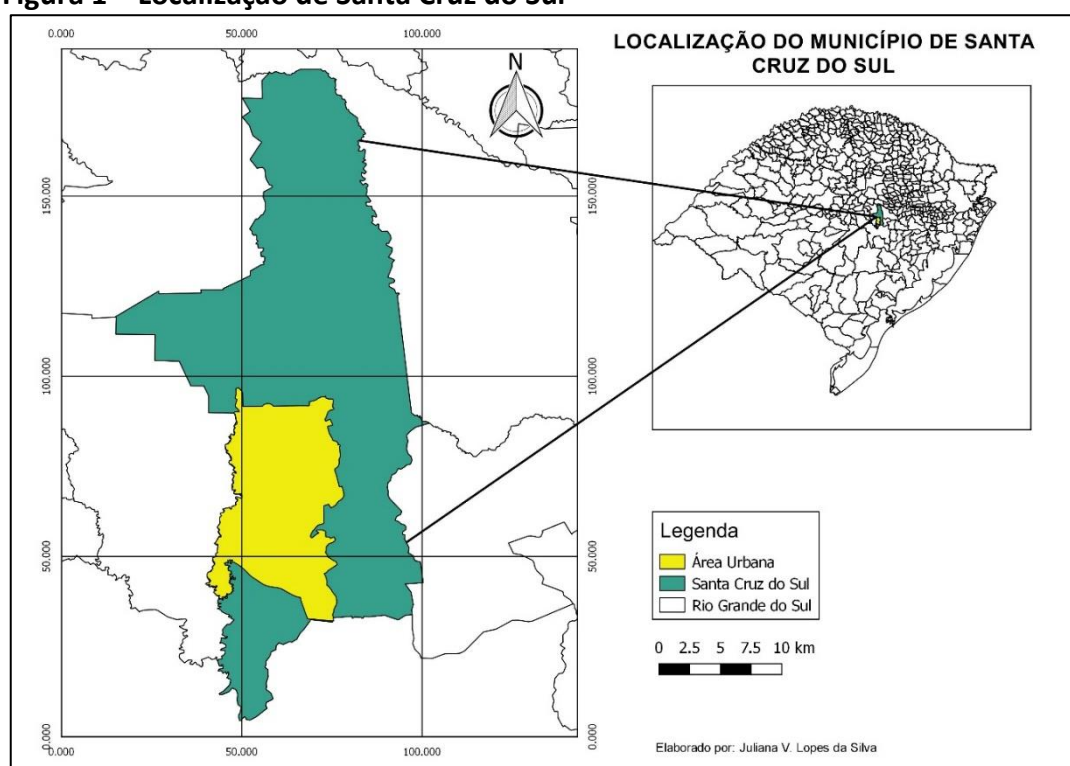 Figura 1 – Localização de Santa Cruz do Sul
0.000 50.000 100.000
LOCALIZAÇÃO DO MUNICÍPIO DE SANTA
CRUZ DO SUL
N
150.000 150.000
100.000 100.000
50.000 50.000
0.000 0.000
0.000 50.000 100.000
Legenda
Área Urbana
Santa Cruz do Sul
Rio Grande do Sul
0 2.5 5 7.5 10 km
Elaborado por: Juliana V. Lopes da Silva